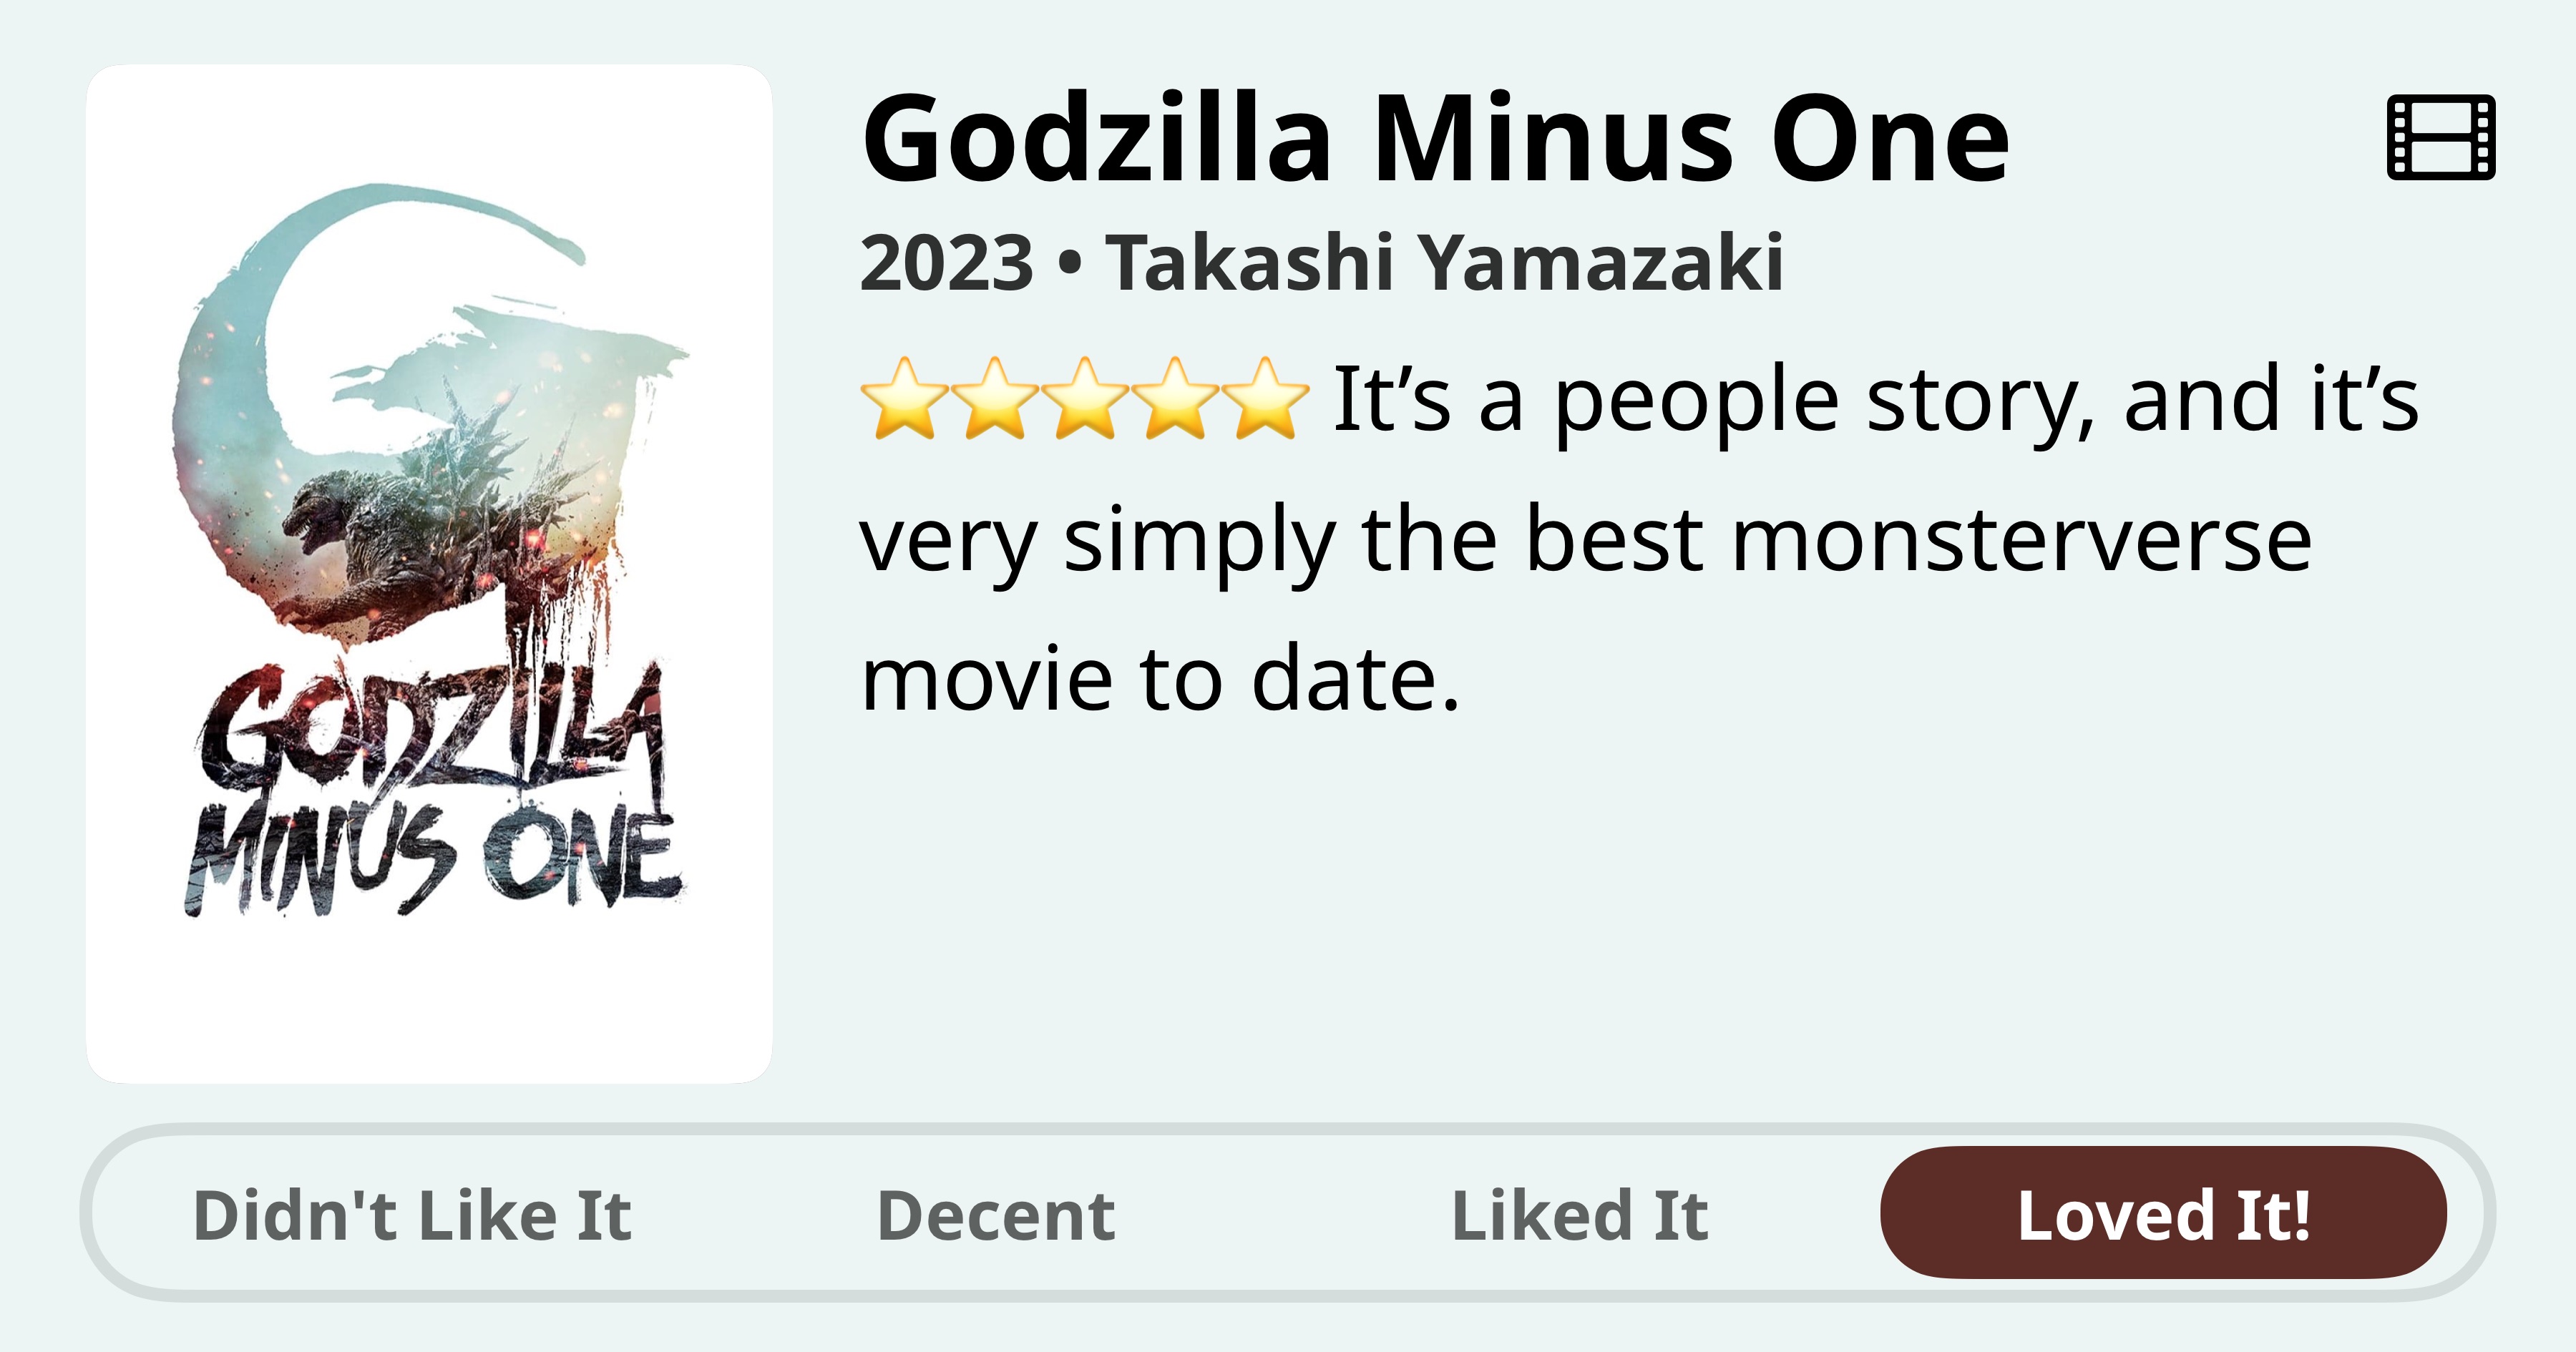 GODZILLA
MINUS ONE
Godzilla Minus One
2023 • Takashi Yamazaki
⭐⭐⭐⭐⭐ It’s a people story, and it’s
very simply the best monsterverse
movie to date.
Didn't Like It
Decent
Liked It
Loved It!